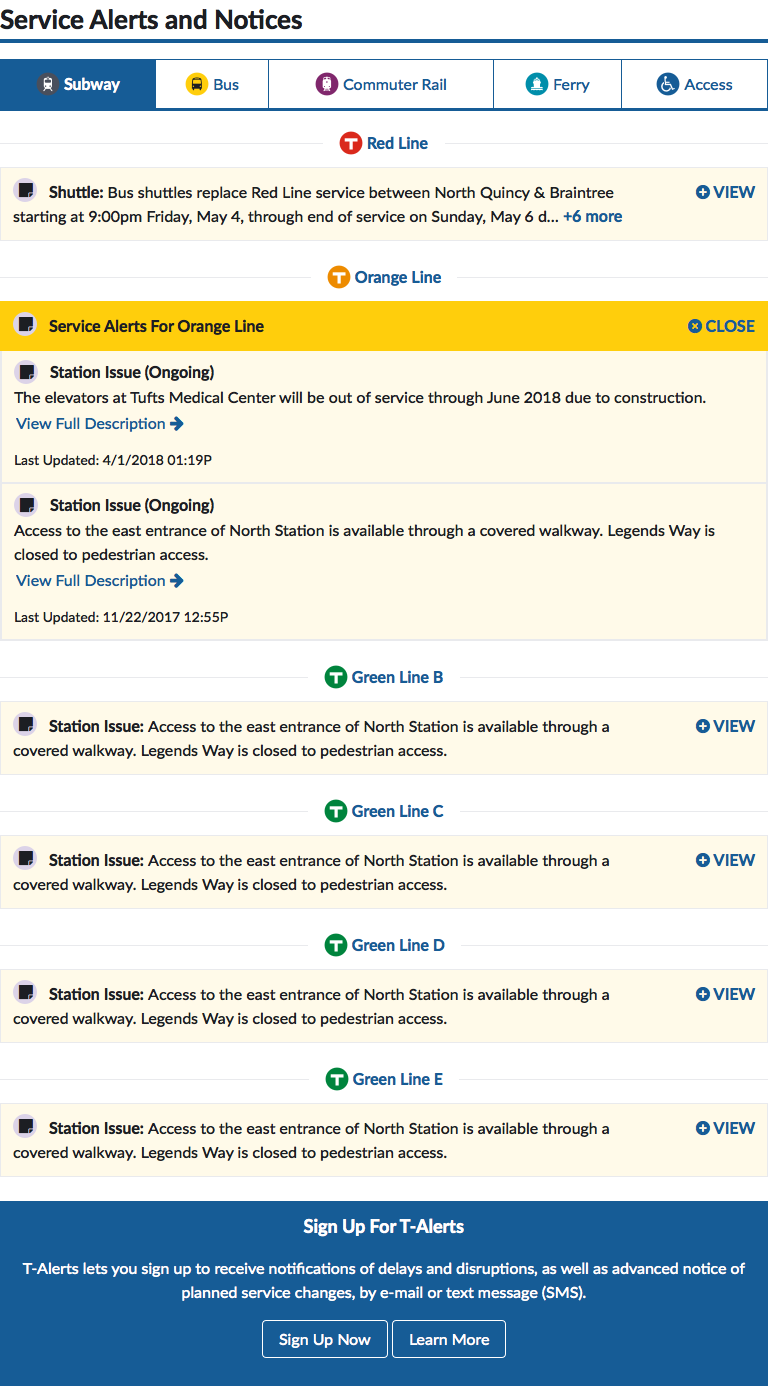 Service Alerts and Notices
Subway Bus Commuter Rail Ferry Access
T Red Line
Shuttle: Bus shuttles replace Red Line service between North Quincy & Braintree VIEW
starting at 9:00pm Friday, May 4, through end of service on Sunday, May 6 d... +6 more
T Orange Line
Service Alerts For Orange Line CLOSE
Station Issue (Ongoing)
The elevators at Tufts Medical Center will be out of service through June 2018 due to construction.
View Full Description
Last Updated: 4/1/2018 01:19P
Station Issue (Ongoing)
Access to the east entrance of North Station is available through a covered walkway. Legends Way is
closed to pedestrian access.
View Full Description
Last Updated: 11/22/2017 12:55P
T Green Line B
Station Issue: Access to the east entrance of North Station is available through a VIEW
covered walkway. Legends Way is closed to pedestrian access.
T Green Line C
Station Issue: Access to the east entrance of North Station is available through a VIEW
covered walkway. Legends Way is closed to pedestrian access.
T Green Line D
Station Issue: Access to the east entrance of North Station is available through a VIEW
covered walkway. Legends Way is closed to pedestrian access.
T Green Line E
Station Issue: Access to the east entrance of North Station is available through a VIEW
covered walkway. Legends Way is closed to pedestrian access.
Sign Up For T-Alerts
T-Alerts lets you sign up to receive notifications of delays and disruptions, as well as advanced notice of
planned service changes, by e-mail or text message (SMS).
Sign Up Now Learn More